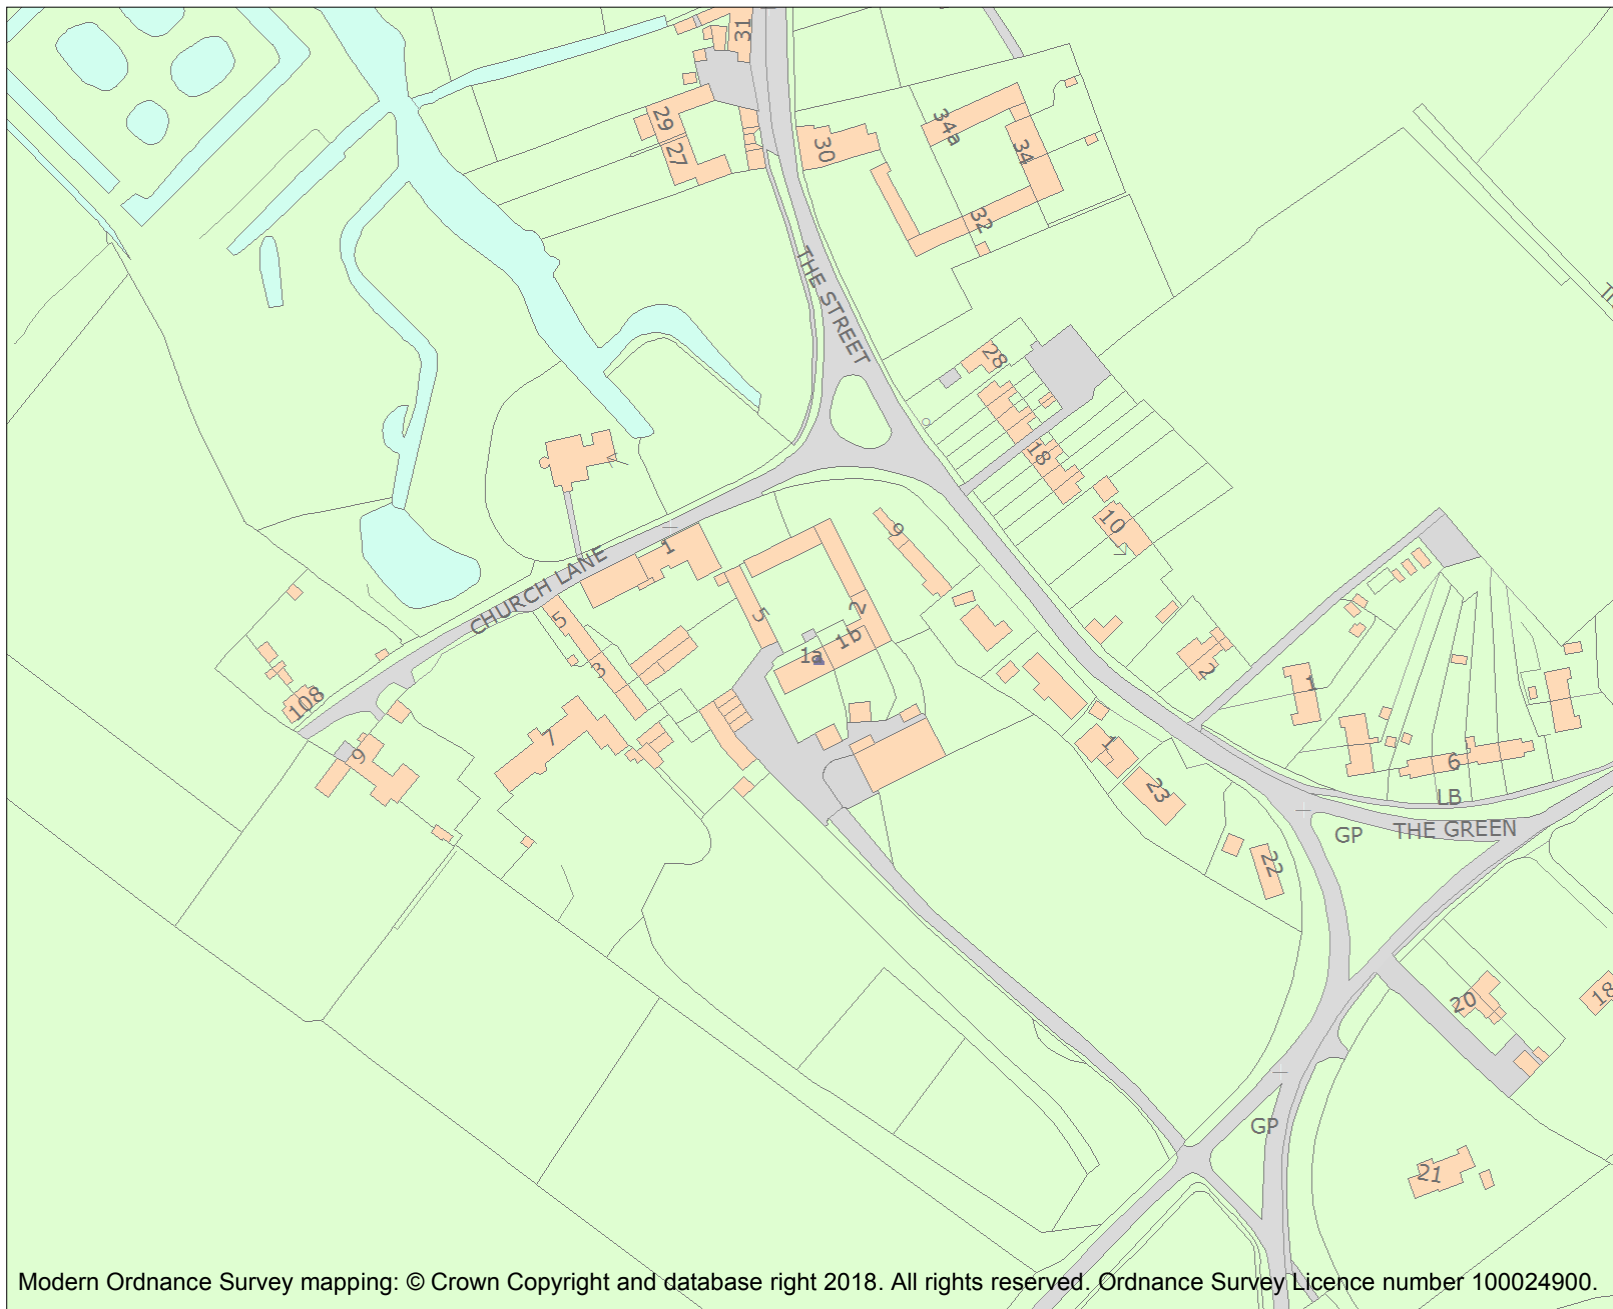 31
29
27
30
34a
34
32
THE STREET
28
18
10
9
1
CHURCH LANE
5
2
1b
1a
5
3
108
7
9
2
1
6
LB
THE GREEN
GP
1
23
22
20
18
GP
21
Modern Ordnance Survey mapping: © Crown Copyright and database right 2018. All rights reserved. Ordnance Survey Licence number 100024900.